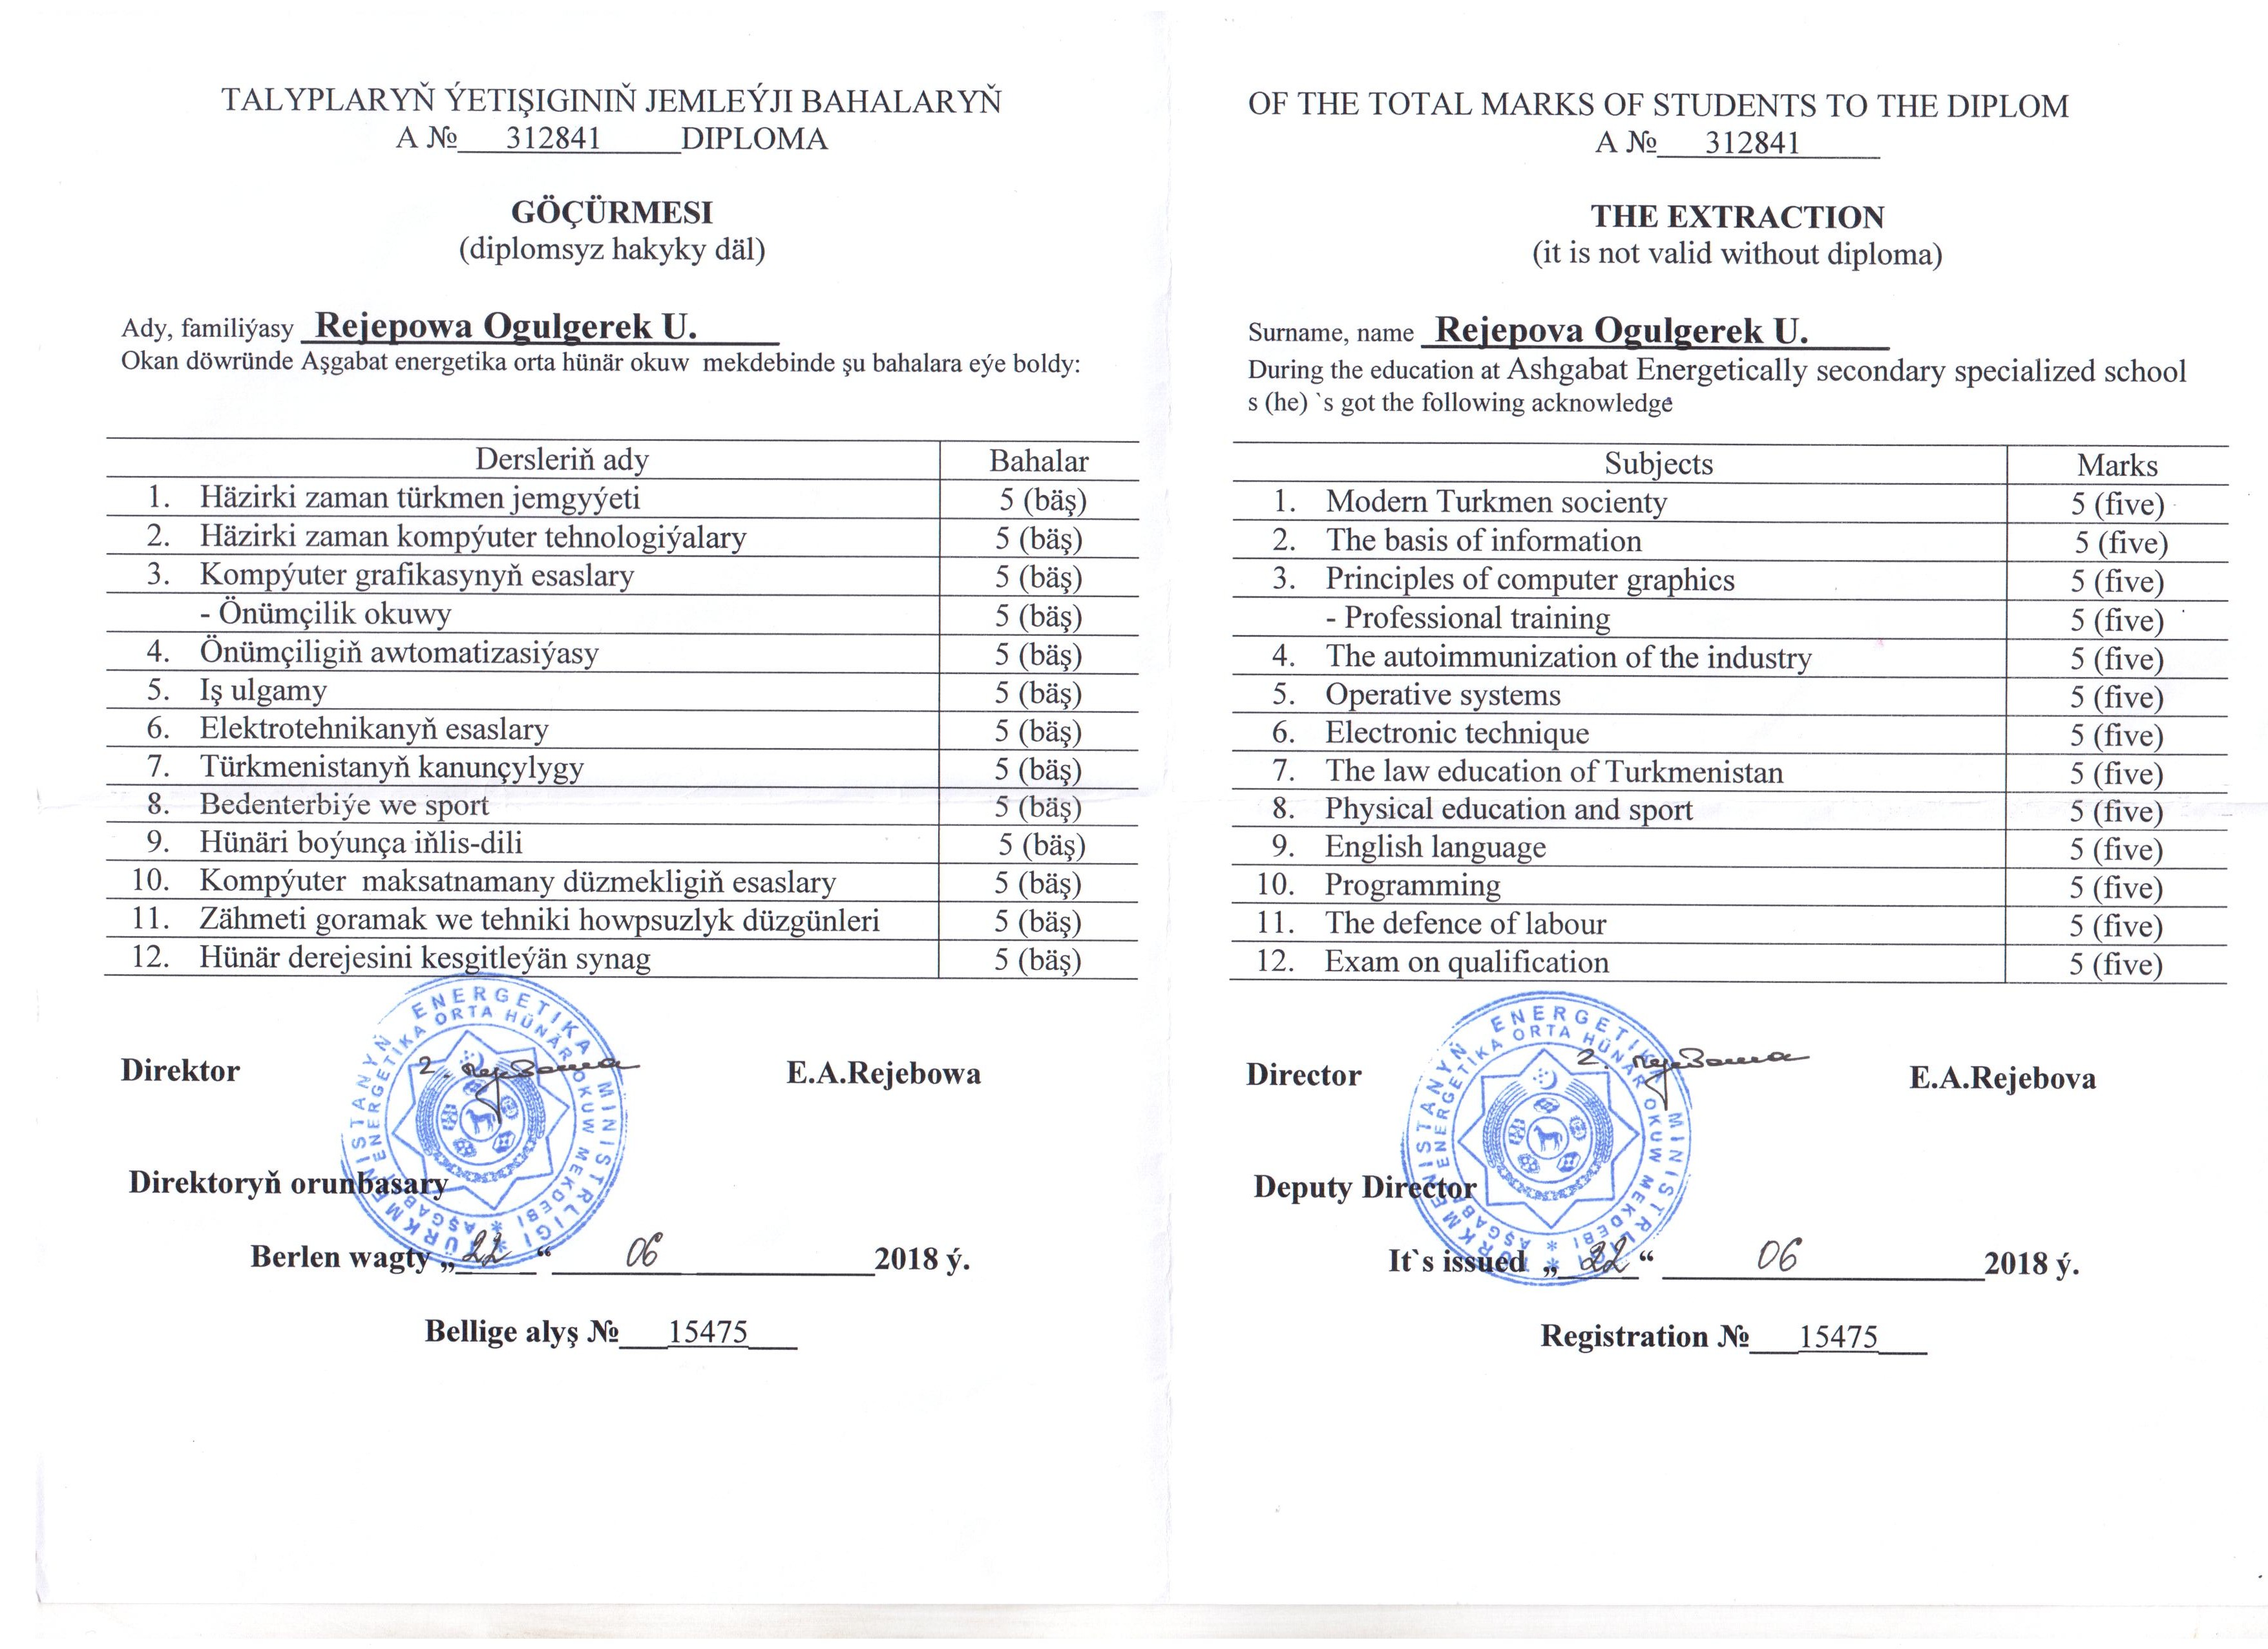 TALYPLARYŇ ÝETIŞIGINIŇ JEMLEÝJI BAHALARYŇ
A № 312841 DIPLOMA
GÖÇÜRMESI
(diplomsyz hakyky däl)
Ady, familiýasy Rejepowa Ogulgerek U.
Okan döwründe Aşgabat energetika orta hünär okuw mekdebinde şu bahalara eýe boldy:
Dersleriň ady Bahalar
1. Häzirki zaman türkmen jemgyýeti 5 (bäş)
2. Häzirki zaman kompýuter tehnologiýalary 5 (bäş)
3. Kompýuter grafikasynyň esaslary 5 (bäş)
- Önümçilik okuwy 5 (bäş)
4. Önümçiligiň awtomatizasiýasy 5 (bäş)
5. Iş ulgamy 5 (bäş)
6. Elektrotehnikanyň esaslary 5 (bäş)
7. Türkmenistanyň kanunçylygy 5 (bäş)
8. Bedenterbiýe we sport 5 (bäş)
9. Hünäri boýunça iňlis-dili 5 (bäş)
10. Kompýuter maksatnamany düzmekligiň esaslary 5 (bäş)
11. Zähmeti goramak we tehniki howpsuzlyk düzgünleri 5 (bäş)
12. Hünär derejesini kesgitleýän synag 5 (bäş)
TÜRKMENISTANYŇ ENERGETIKA MINISTRLIGI
AŞGABAT ENERGETIKA ORTA HÜNÄR OKUW MEKDEBI
Direktor E.A.Rejebowa
Direktoryň orunbasary
Berlen wagty „22“ 06 2018 ý.
Bellige alyş № 15475
OF THE TOTAL MARKS OF STUDENTS TO THE DIPLOM
A № 312841
THE EXTRACTION
(it is not valid without diploma)
Surname, name Rejepova Ogulgerek U.
During the education at Ashgabat Energetically secondary specialized school
s (he) `s got the following acknowledge
Subjects Marks
1. Modern Turkmen socienty 5 (five)
2. The basis of information 5 (five)
3. Principles of computer graphics 5 (five)
- Professional training 5 (five)
4. The autoimmunization of the industry 5 (five)
5. Operative systems 5 (five)
6. Electronic technique 5 (five)
7. The law education of Turkmenistan 5 (five)
8. Physical education and sport 5 (five)
9. English language 5 (five)
10. Programming 5 (five)
11. The defence of labour 5 (five)
12. Exam on qualification 5 (five)
TÜRKMENISTANYŇ ENERGETIKA MINISTRLIGI
AŞGABAT ENERGETIKA ORTA HÜNÄR OKUW MEKDEBI
Director E.A.Rejebova
Deputy Director
It`s issued „22“ 06 2018 ý.
Registration № 15475